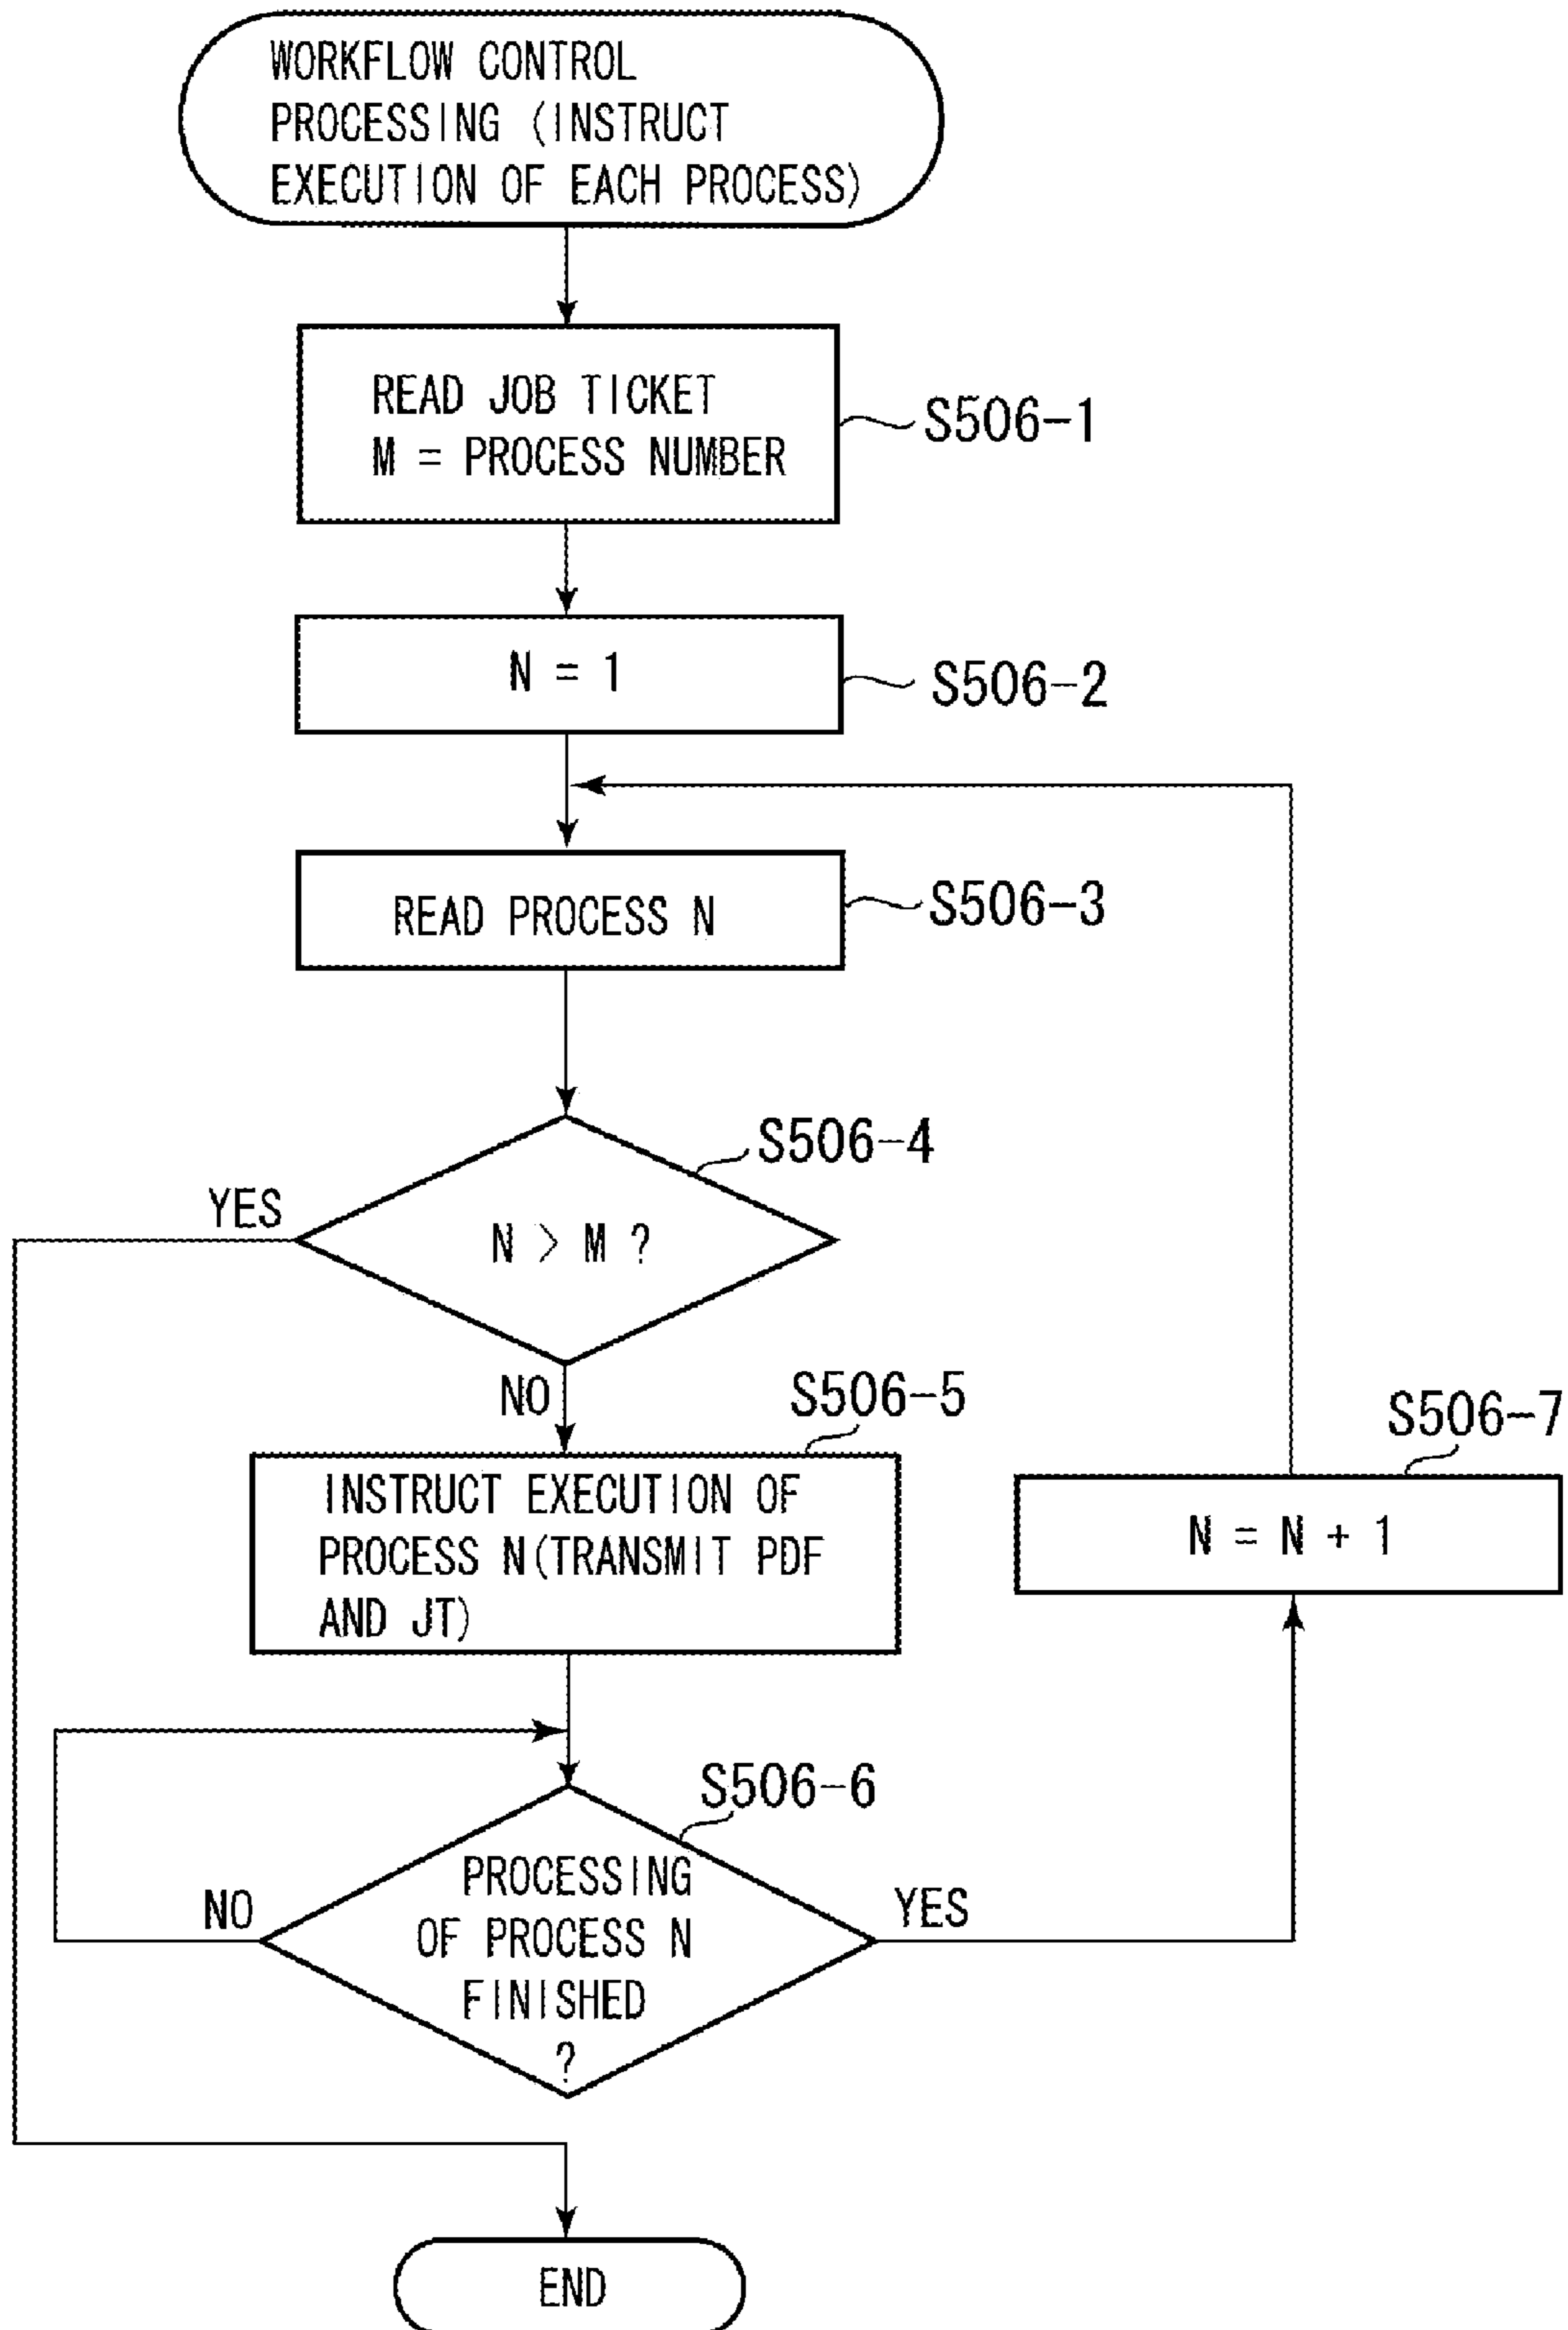 WORKFLOW CONTROL
PROCESSING (INSTRUCT
EXECUTION OF EACH PROCESS)
READ JOB TICKET
M = PROCESS NUMBER
S506-1
N = 1
S506-2
READ PROCESS N
S506-3
S506-4
YES
N > M ?
NO
S506-5
INSTRUCT EXECUTION OF
PROCESS N(TRANSMIT PDF
AND JT)
S506-7
N = N + 1
S506-6
PROCESSING
OF PROCESS N
FINISHED
?
NO
YES
END